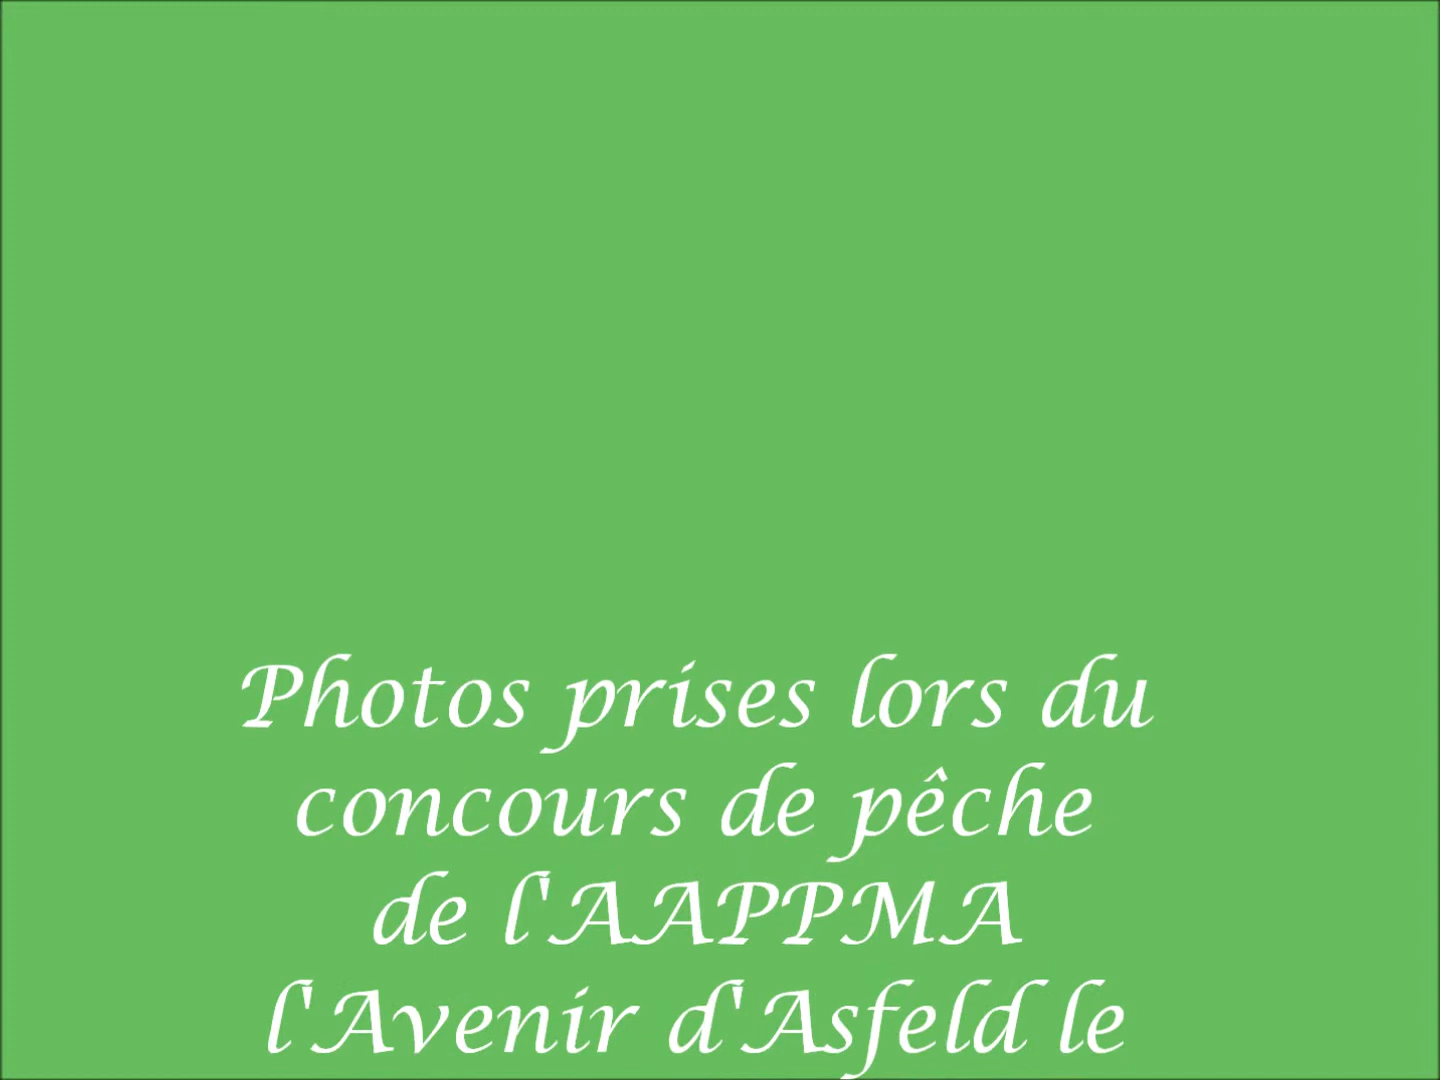 Photos prises lors du
concours de pêche
de l'AAPPMA
l'Avenir d'Asfeld le